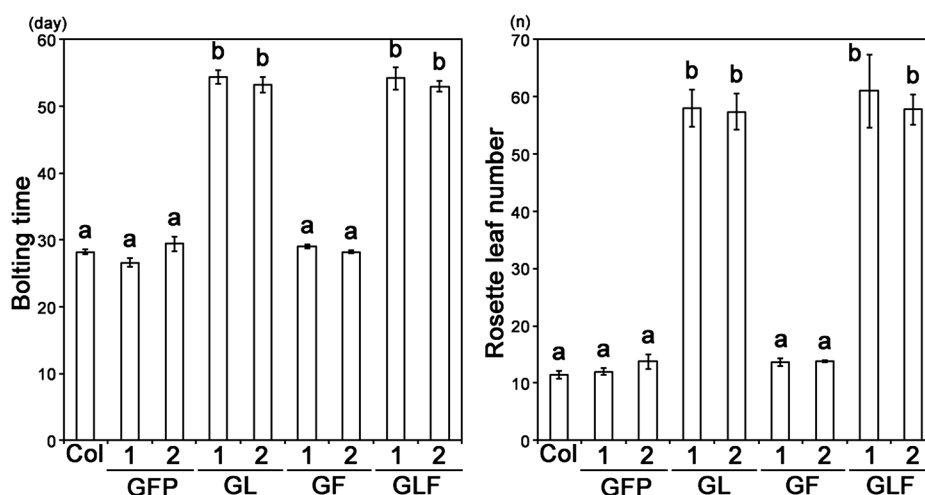 (day)
Bolting time
60
50
40
30
20
10
0
a
a
a
b
b
a
a
b
b
Col
1
2
1
2
1
2
1
2
GFP
GL
GF
GLF
(n)
Rosette leaf number
70
60
50
40
30
20
10
0
a
a
a
b
b
a
a
b
b
Col
1
2
1
2
1
2
1
2
GFP
GL
GF
GLF